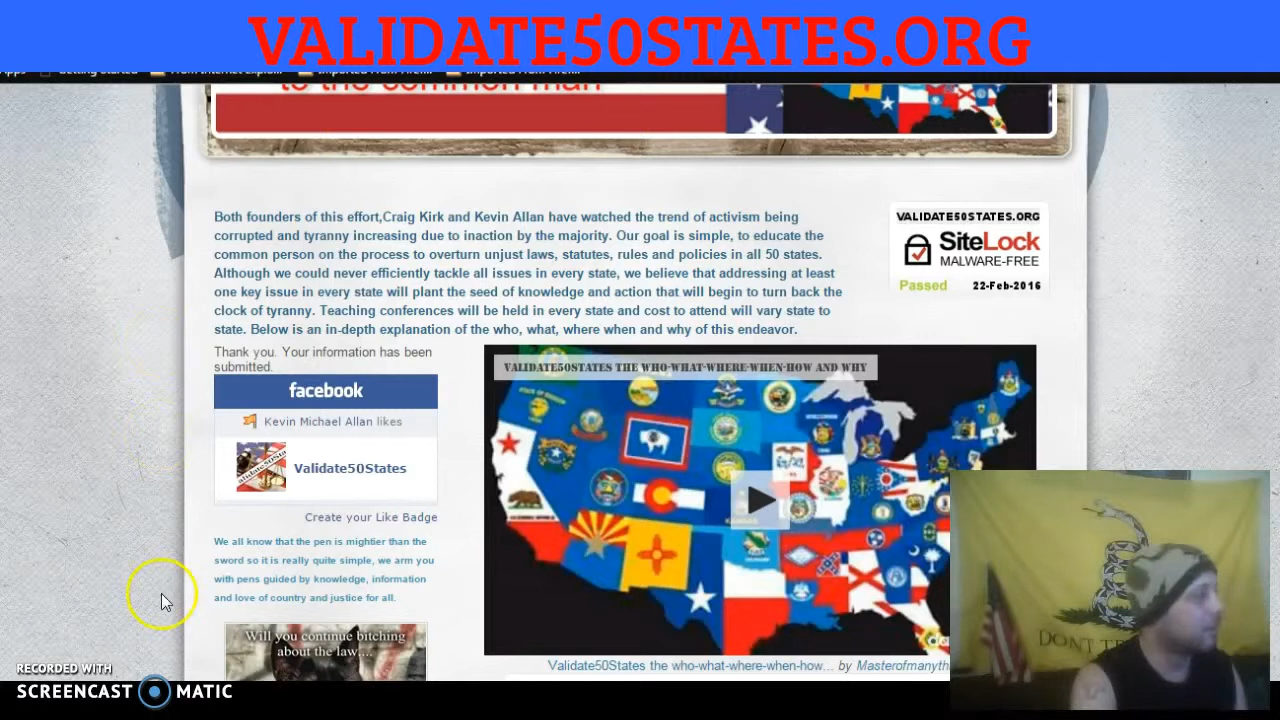 VALIDATE50STATES.ORG
to the common man
Both founders of this effort,Craig Kirk and Kevin Allan have watched the trend of activism being
corrupted and tyranny increasing due to inaction by the majority. Our goal is simple, to educate the
common person on the process to overturn unjust laws, statutes, rules and policies in all 50 states.
Although we could never efficiently tackle all issues in every state, we believe that addressing at least
one key issue in every state will plant the seed of knowledge and action that will begin to turn back the
clock of tyranny. Teaching conferences will be held in every state and cost to attend will vary state to
state. Below is an in-depth explanation of the who, what, where when and why of this endeavor.
VALIDATE50STATES.ORG
SiteLock
MALWARE-FREE
Passed 22-Feb-2016
Thank you. Your information has been
submitted.
facebook
Kevin Michael Allan likes
Validate50States
Create your Like Badge
We all know that the pen is mightier than the
sword so it is really quite simple, we arm you
with pens guided by knowledge, information
and love of country and justice for all.
Will you continue bitching
about the law....
VALIDATE50STATES THE WHO-WHAT-WHERE-WHEN-HOW AND WHY
Validate50States the who-what-where-when-how... by Masterofmanyth
DON'T
RECORDED WITH
SCREENCAST MATIC